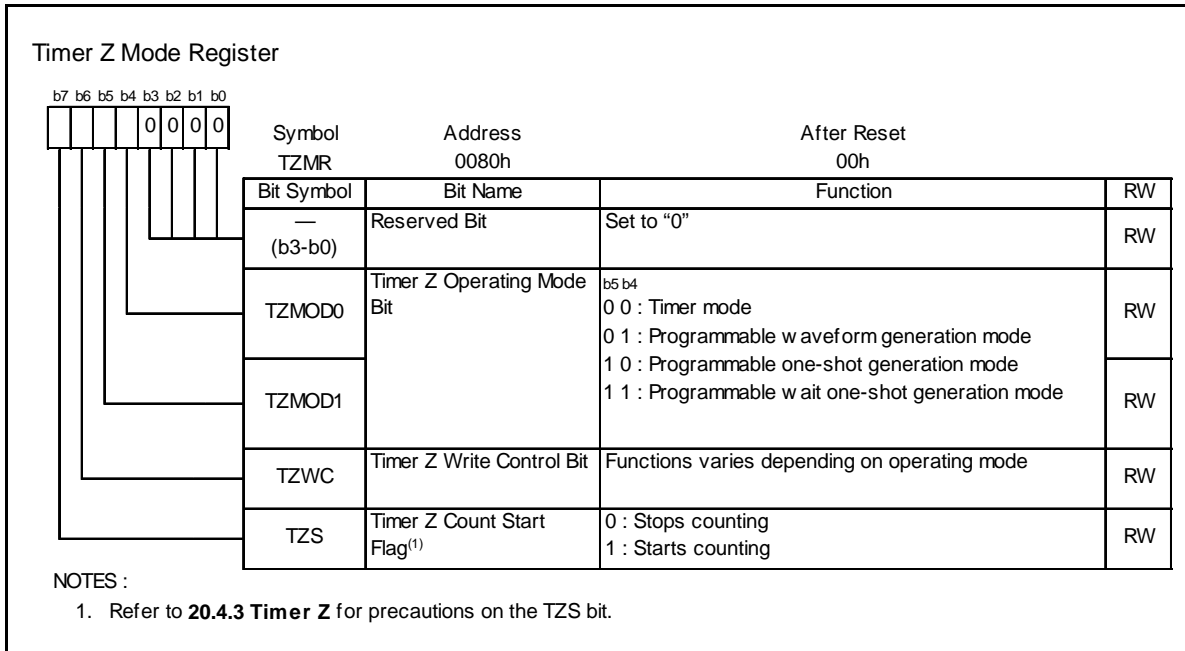 Timer Z Mode Register
b7 b6 b5 b4 b3 b2 b1 b0
0 0 0 0
Symbol Address After Reset
TZMR 0080h 00h
Bit Symbol Bit Name Function RW
—
(b3-b0)
Reserved Bit
Set to “0”
RW
TZMOD0
Timer Z Operating Mode
Bit
b5 b4
0 0 : Timer mode
0 1 : Programmable waveform generation mode
1 0 : Programmable one-shot generation mode
1 1 : Programmable wait one-shot generation mode
RW
TZMOD1
RW
TZWC
Timer Z Write Control Bit
Functions varies depending on operating mode
RW
TZS
Timer Z Count Start
Flag(1)
0 : Stops counting
1 : Starts counting
RW
NOTES :
1. Refer to 20.4.3 Timer Z for precautions on the TZS bit.